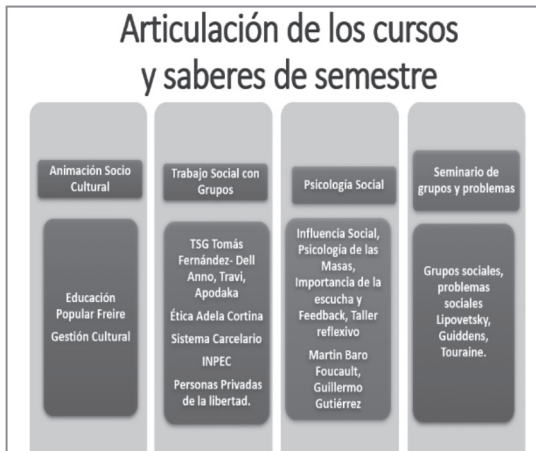 Articulación de los cursos
y saberes de semestre
Animación Socio
Cultural
Educación
Popular Freire
Gestión Cultural
Trabajo Social con
Grupos
TSG Tomás
Fernández- Dell
Anno, Travi,
Apodaka
Ética Adela Cortina
Sistema Carcelario
INPEC
Personas Privadas
de la libertad.
Psicología Social
Influencia Social,
Psicología de las
Masas,
Importancia de la
escucha y
Feedback, Taller
reflexivo
Martin Baro
Foucault,
Guillermo
Gutiérrez
Seminario de
grupos y problemas
Grupos sociales,
problemas
sociales
Lipovetsky,
Guiddens,
Touraine.